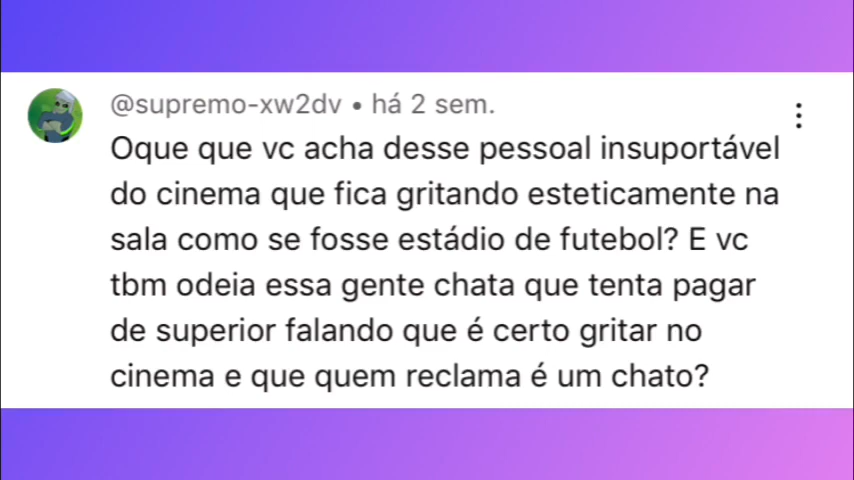 @supremo-xw2dv • há 2 sem.
Oque que vc acha desse pessoal insuportável
do cinema que fica gritando esteticamente na
sala como se fosse estádio de futebol? E vc
tbm odeia essa gente chata que tenta pagar
de superior falando que é certo gritar no
cinema e que quem reclama é um chato?